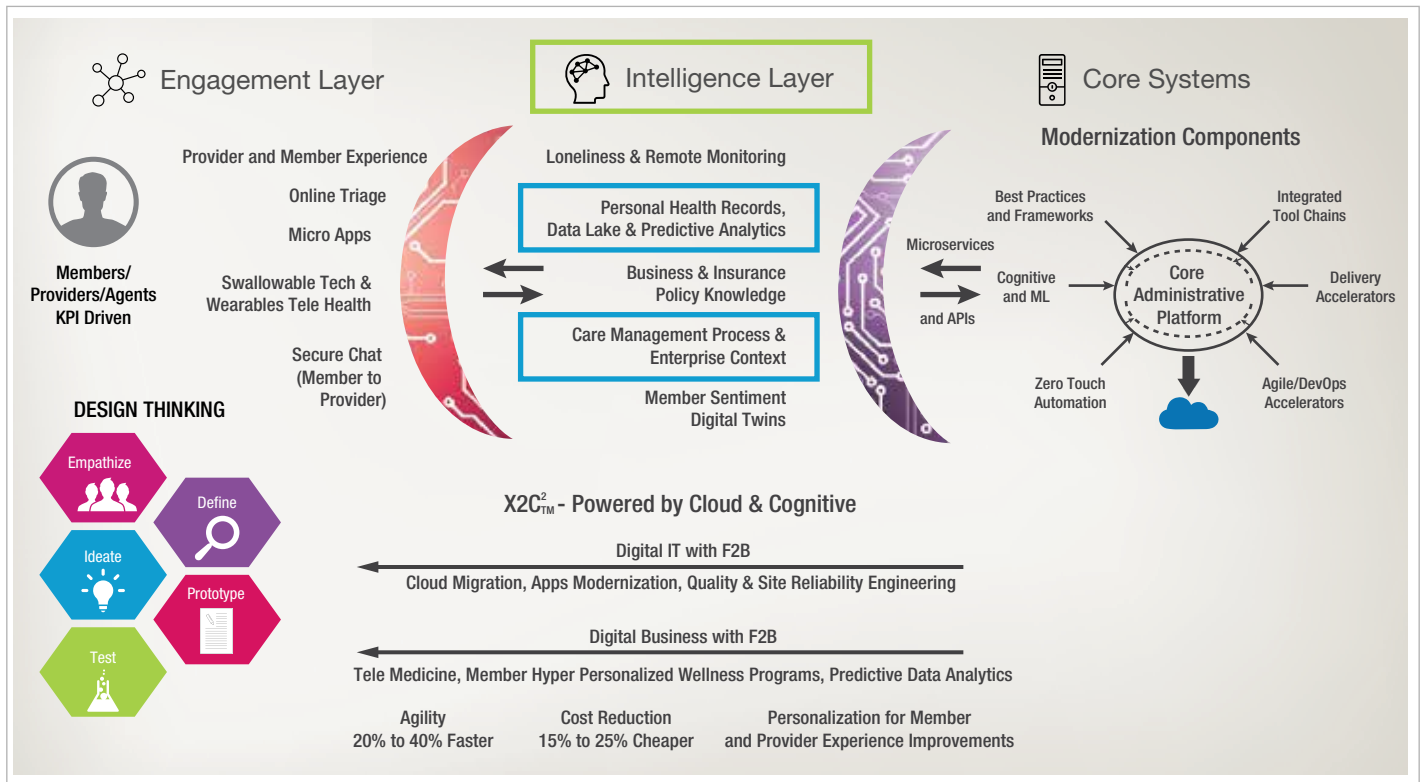 Engagement Layer
Intelligence Layer
Core Systems
Members/
Providers/Agents
KPI Driven
Provider and Member Experience
Online Triage
Micro Apps
Swallowable Tech &
Wearables Tele Health
Secure Chat
(Member to
Provider)
Loneliness & Remote Monitoring
Personal Health Records,
Data Lake & Predictive Analytics
Business & Insurance
Policy Knowledge
Care Management Process &
Enterprise Context
Member Sentiment
Digital Twins
Microservices
and APIs
Modernization Components
Best Practices
and Frameworks
Integrated
Tool Chains
Cognitive
and ML
Core
Administrative
Platform
Delivery
Accelerators
Zero Touch
Automation
Agile/DevOps
Accelerators
DESIGN THINKING
Empathize
Define
Ideate
Prototype
Test
X2C²™ - Powered by Cloud & Cognitive
Digital IT with F2B
Cloud Migration, Apps Modernization, Quality & Site Reliability Engineering
Digital Business with F2B
Tele Medicine, Member Hyper Personalized Wellness Programs, Predictive Data Analytics
Agility
20% to 40% Faster
Cost Reduction
15% to 25% Cheaper
Personalization for Member
and Provider Experience Improvements